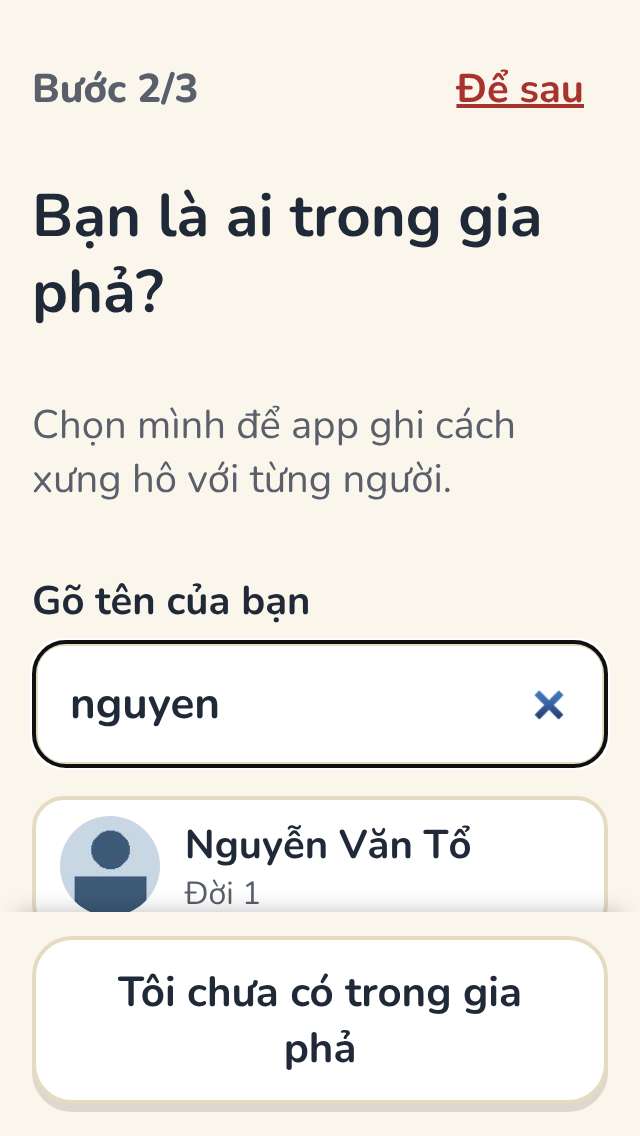 Bước 2/3
Để sau
Bạn là ai trong gia
phả?
Chọn mình để app ghi cách
xưng hô với từng người.
Gõ tên của bạn
nguyen
Nguyễn Văn Tổ
Đời 1
Tôi chưa có trong gia
phả